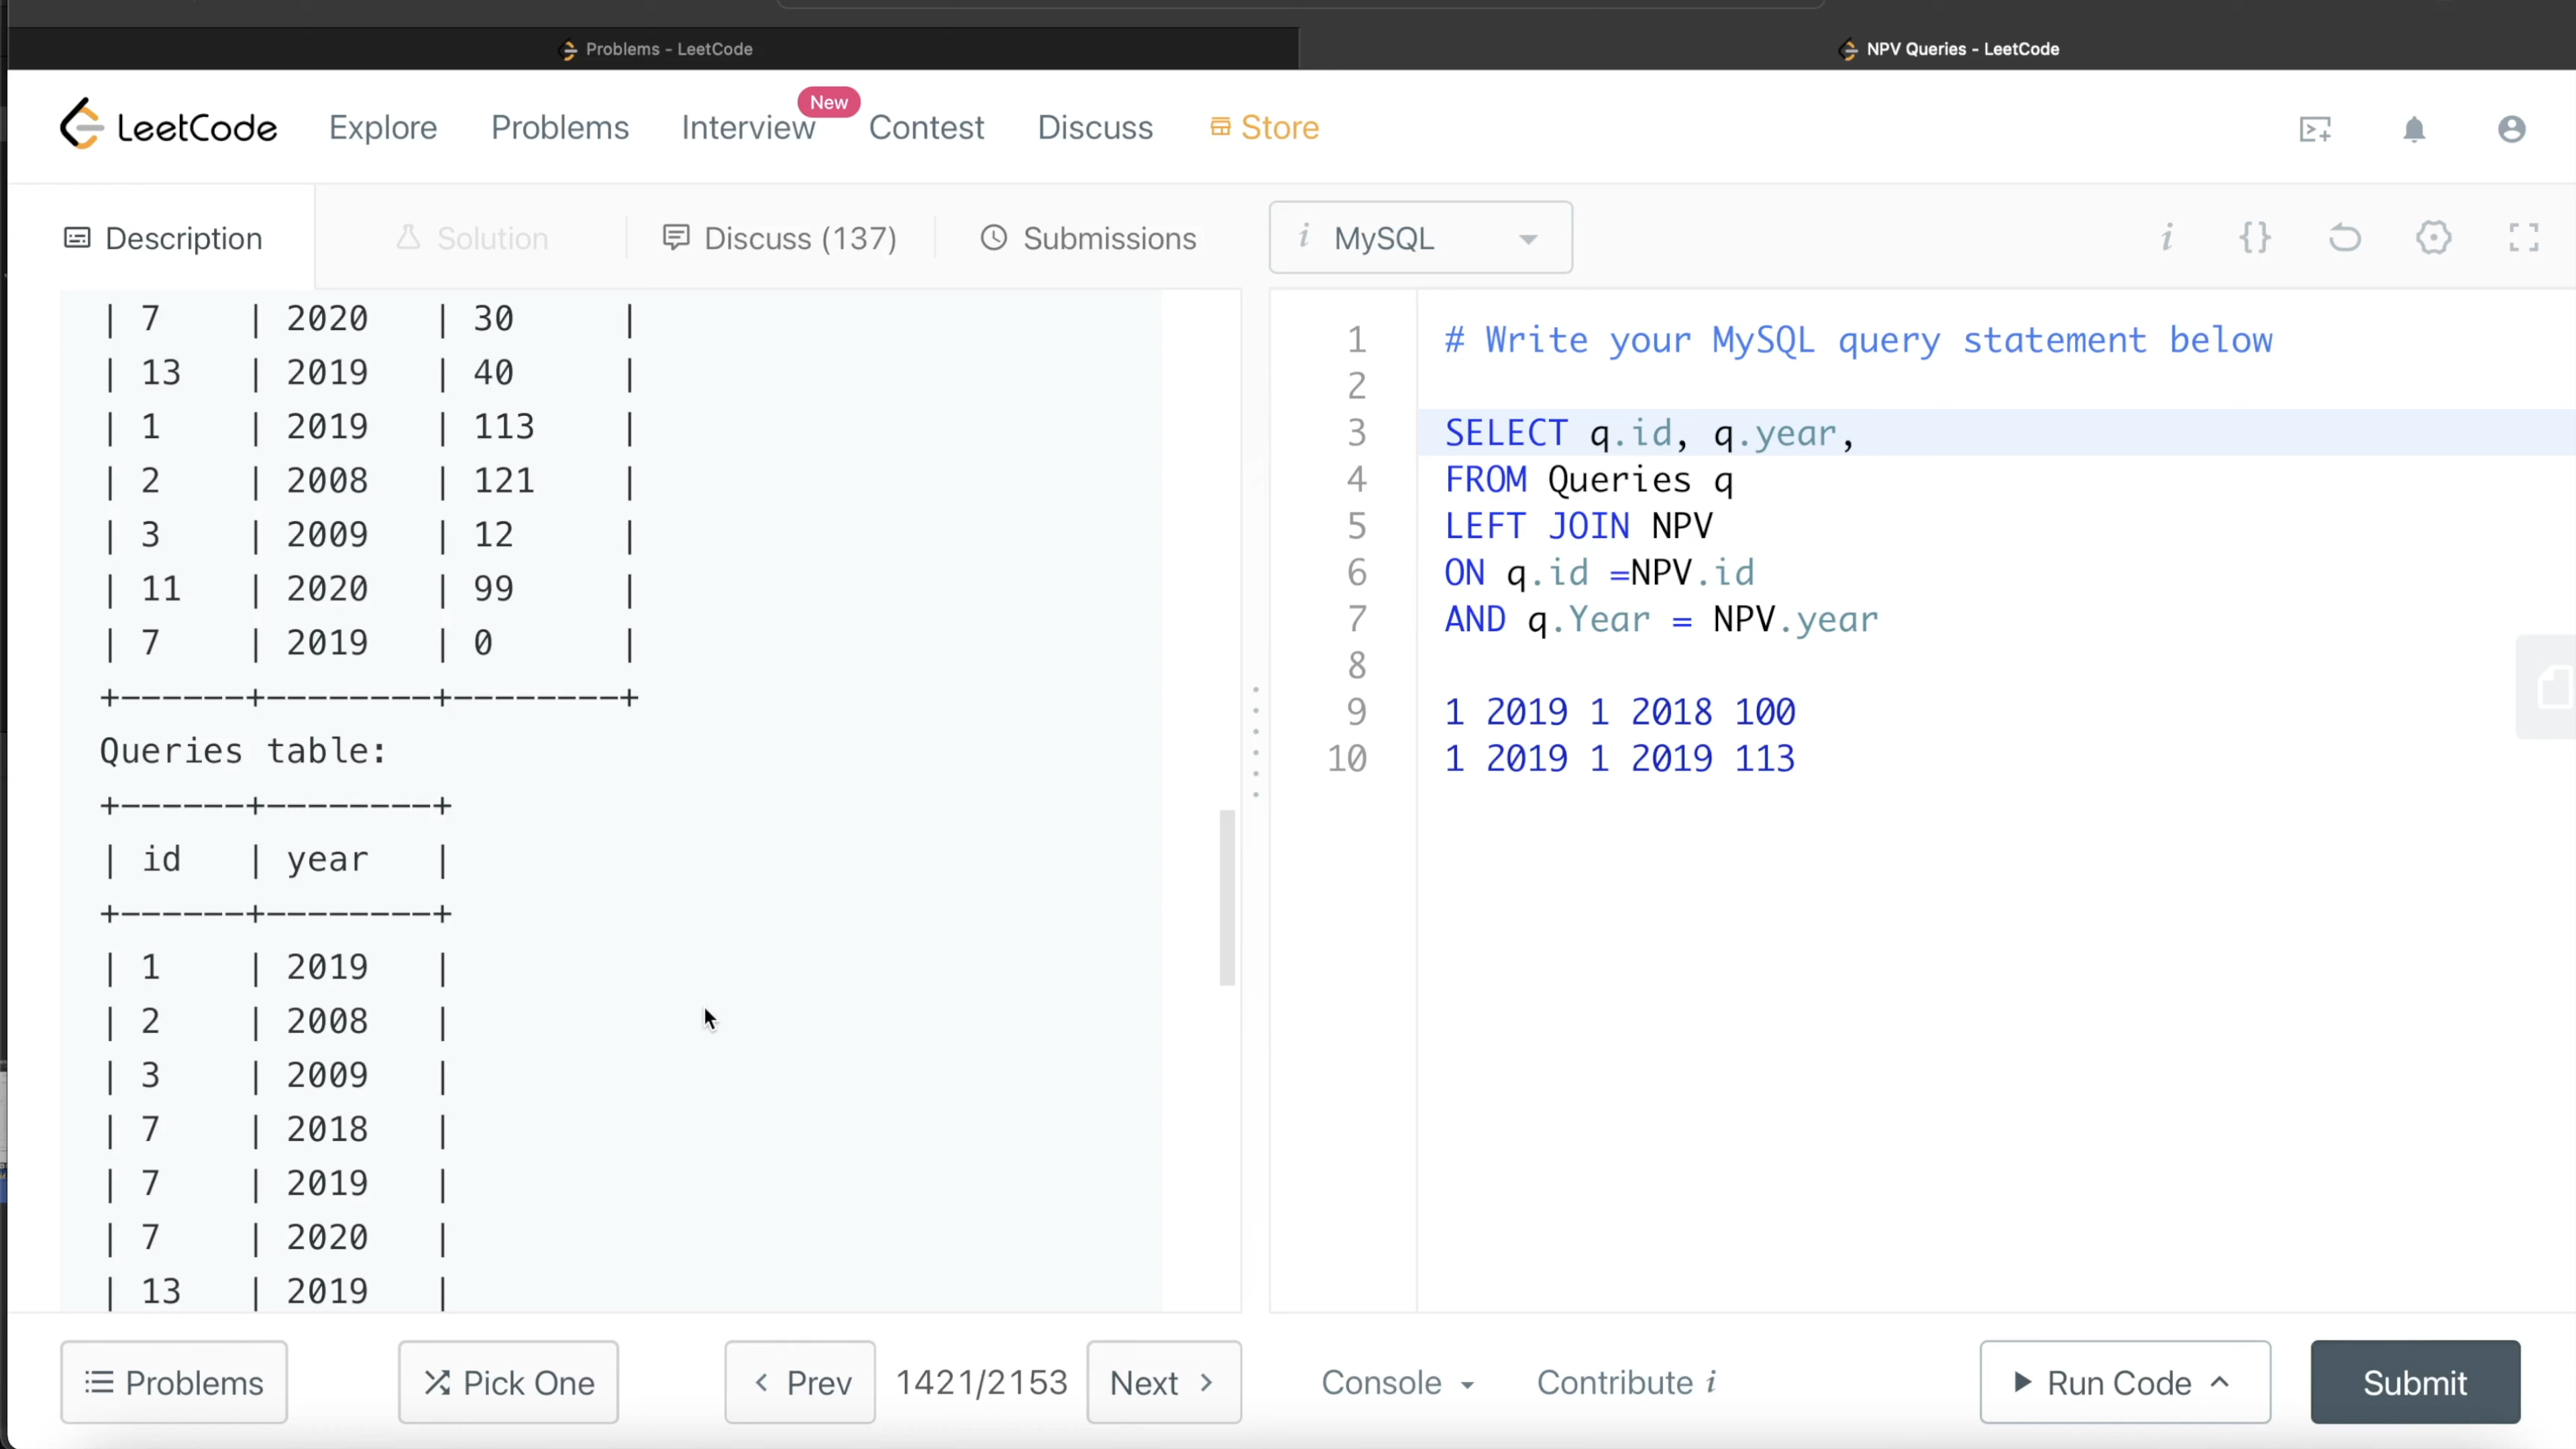 Problems - LeetCode
NPV Queries - LeetCode
LeetCode Explore Problems Interview New Contest Discuss Store
Description Solution Discuss (137) Submissions
| 7 | 2020 | 30 |
| 13 | 2019 | 40 |
| 1 | 2019 | 113 |
| 2 | 2008 | 121 |
| 3 | 2009 | 12 |
| 11 | 2020 | 99 |
| 7 | 2019 | 0 |
+------+--------+--------+
Queries table:
+------+--------+
| id | year |
+------+--------+
| 1 | 2019 |
| 2 | 2008 |
| 3 | 2009 |
| 7 | 2018 |
| 7 | 2019 |
| 7 | 2020 |
| 13 | 2019 |
i MySQL
i {}
1 # Write your MySQL query statement below
2
3 SELECT q.id, q.year,
4 FROM Queries q
5 LEFT JOIN NPV
6 ON q.id =NPV.id
7 AND q.Year = NPV.year
8
9 1 2019 1 2018 100
10 1 2019 1 2019 113
Problems Pick One < Prev 1421/2153 Next >
Console Contribute i Run Code Submit